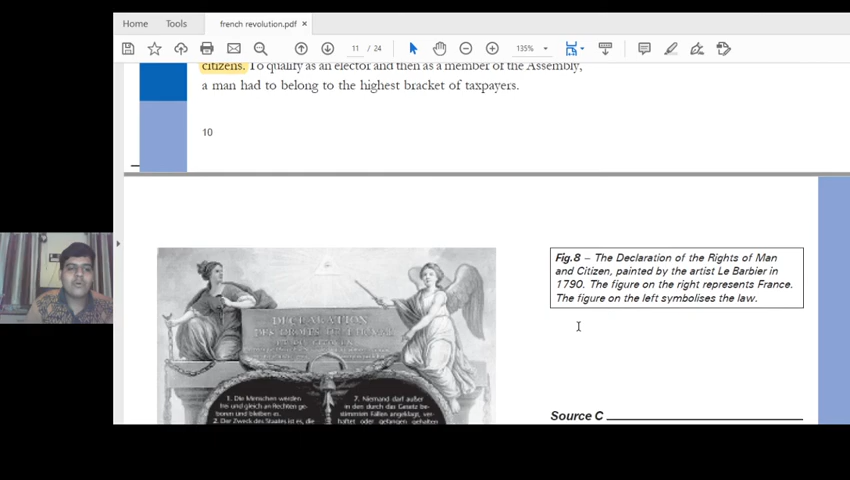 Home
Tools
french revolution.pdf ×
11 / 24
135%
citizens. To qualify as an elector and then as a member of the Assembly,
a man had to belong to the highest bracket of taxpayers.
10
Fig.8 – The Declaration of the Rights of Man
and Citizen, painted by the artist Le Barbier in
1790. The figure on the right represents France.
The figure on the left symbolises the law.
DECLARATION
1. Die Menschen werden
frei und gleich an Rechten ge-
boren und bleiben es.
2. Der Zweck des Staates ist es, die
7. Niemand darf außer
in den durch das Gesetz be-
stimmten Fällen angeklagt, ver-
haftet oder gefangen gehalten
Source C